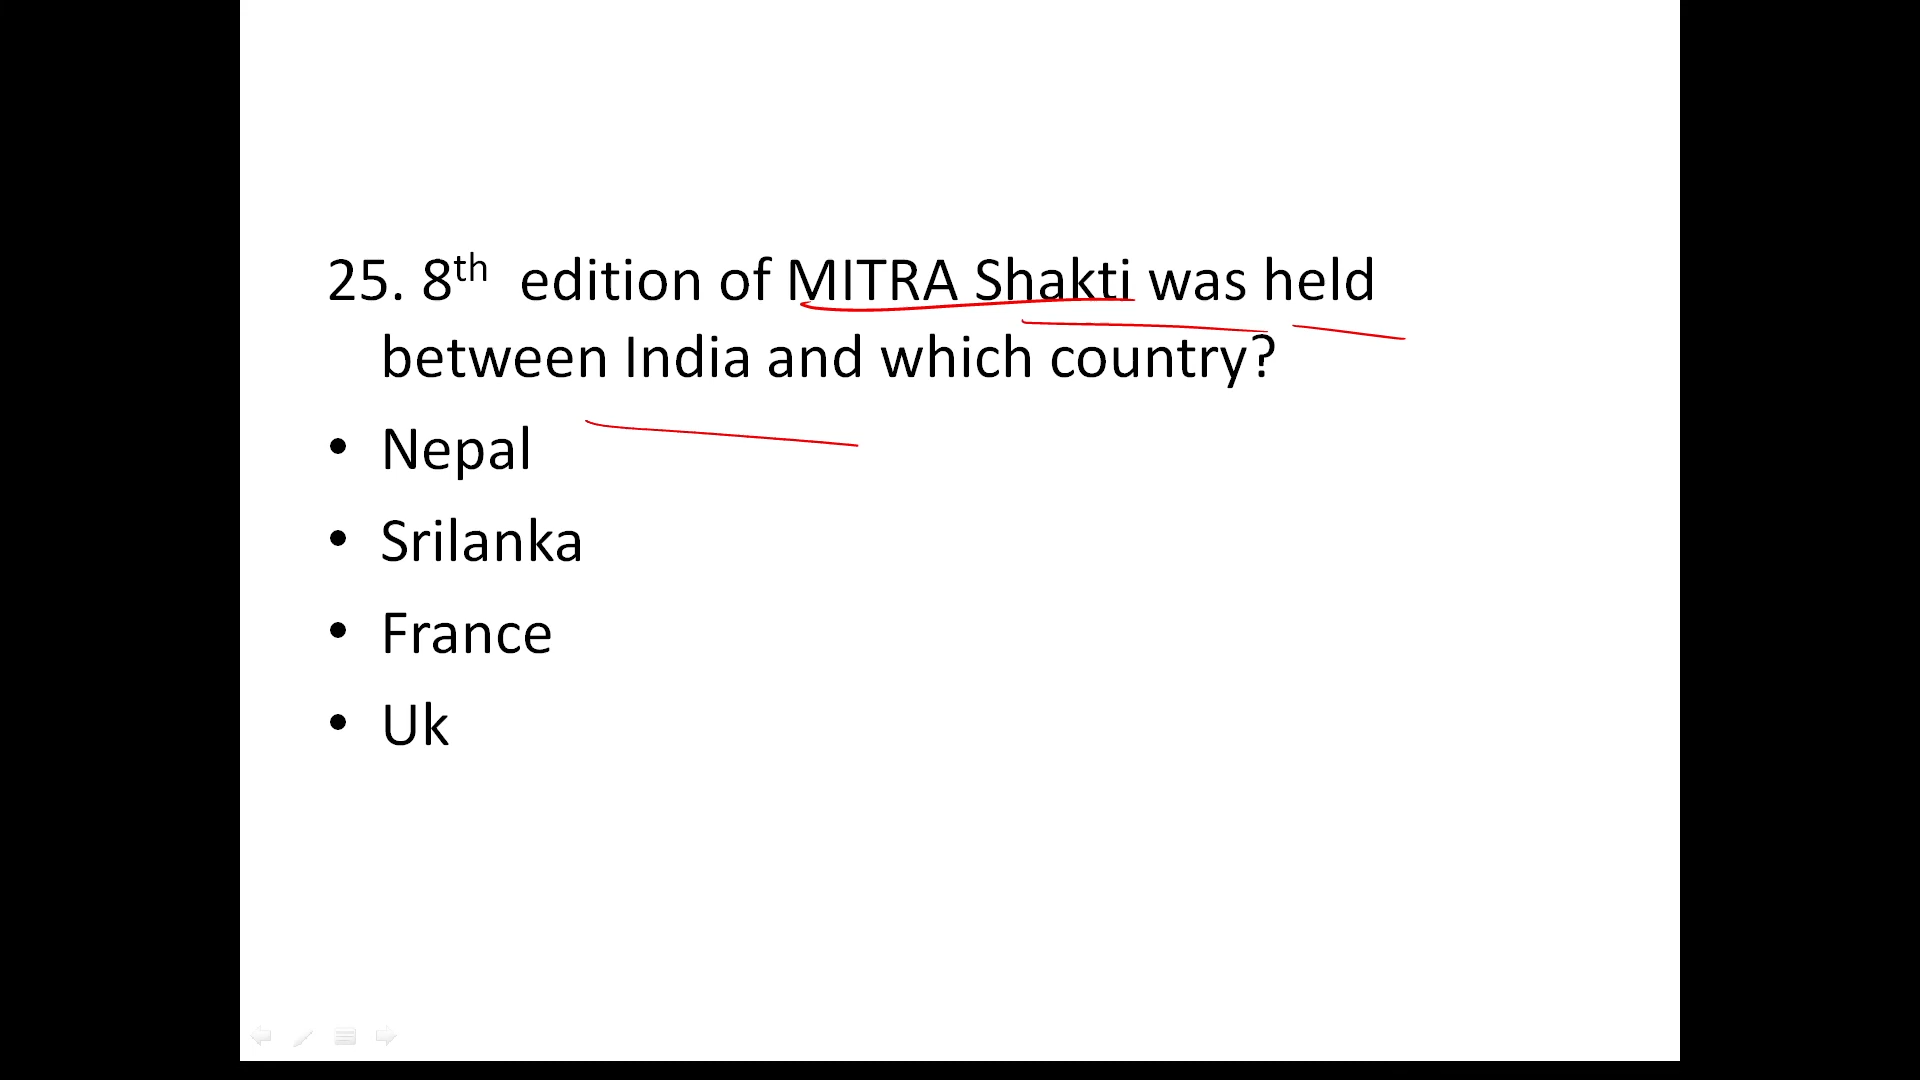 25. 8th edition of MITRA Shakti was held
between India and which country?
• Nepal
• Srilanka
• France
• Uk